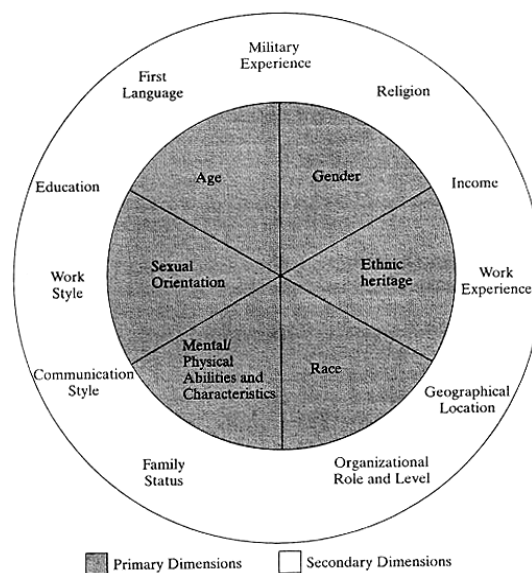 Military
Experience
First
Language
Religion
Age
Gender
Education
Income
Sexual
Orientation
Ethnic
heritage
Work
Style
Work
Experience
Mental/
Physical
Abilities and
Characteristics
Race
Communication
Style
Geographical
Location
Family
Status
Organizational
Role and Level
Primary Dimensions
Secondary Dimensions